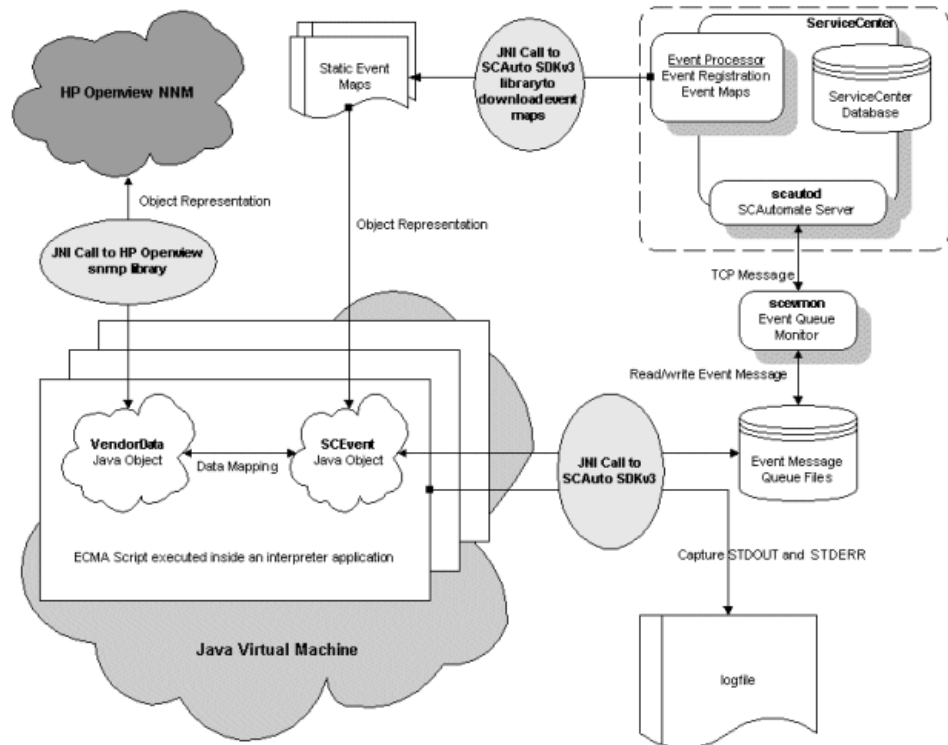 ServiceCenter
HP Openview NNM
Static Event
Maps
JNI Call to
SCAuto SDKv3
library to
download event
maps
Event Processor
Event Registration
Event Maps
ServiceCenter
Database
scautod
SCAutomate Server
Object Representation
Object Representation
JNI Call to HP Openview
snmp library
TCP Message
scevmon
Event Queue
Monitor
Read/write Event Message
VendorData
Java Object
Data Mapping
SCEvent
Java Object
JNI Call to
SCAuto SDKv3
Event Message
Queue Files
ECMA Script executed inside an interpreter application
Capture STDOUT and STDERR
Java Virtual Machine
logfile